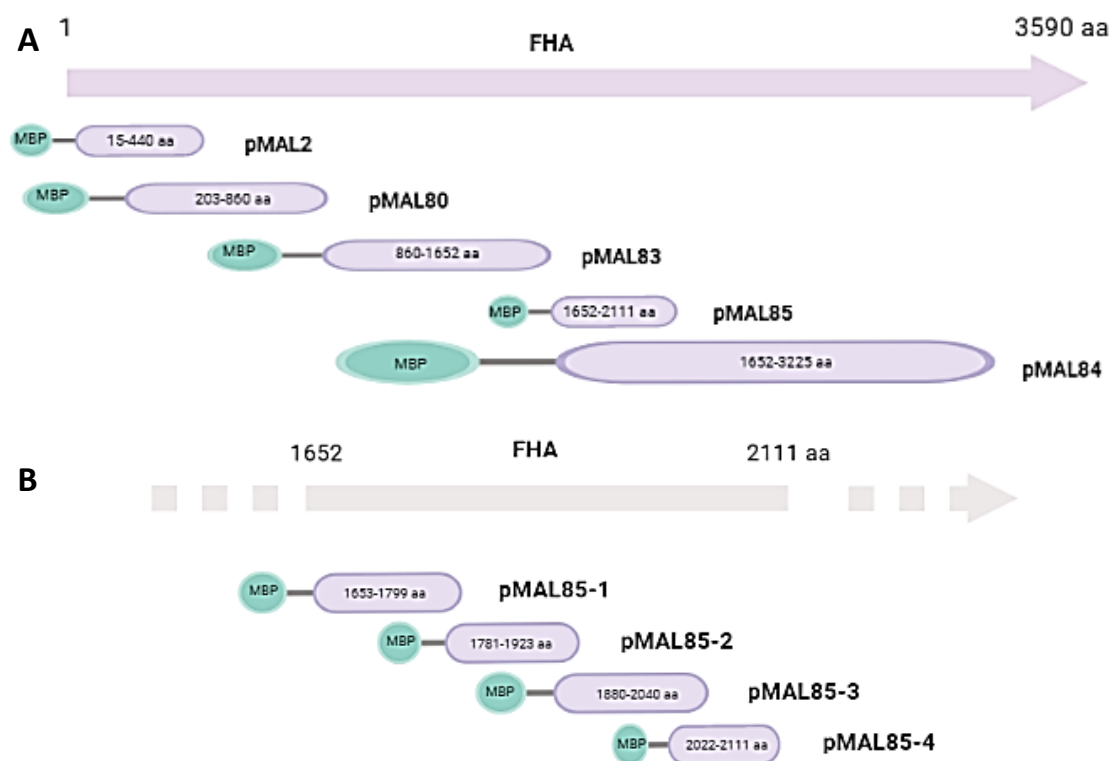 A
1
FHA
3590 aa
MBP
15-440 aa
pMAL2
MBP
203-860 aa
pMAL80
MBP
860-1652 aa
pMAL83
MBP
1652-2111 aa
pMAL85
MBP
1652-3225 aa
pMAL84
B
1652
FHA
2111 aa
MBP
1653-1799 aa
pMAL85-1
MBP
1781-1923 aa
pMAL85-2
MBP
1880-2040 aa
pMAL85-3
MBP
2022-2111 aa
pMAL85-4